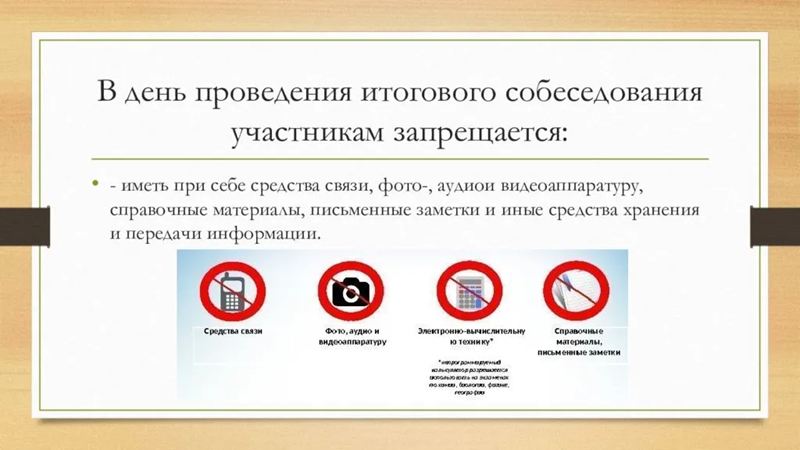 В день проведения итогового собеседования
участникам запрещается:
- иметь при себе средства связи, фото-, аудиои видеоаппаратуру,
справочные материалы, письменные заметки и иные средства хранения
и передачи информации.
Средства связи
Фото, аудио и
видеоаппаратуру
Электронно-вычислительну
ю технику*
*непрограммируемый
калькулятор разрешается
использовать на экзаменах
по химии, биологии, физике,
географии
Справочные
материалы,
письменные заметки